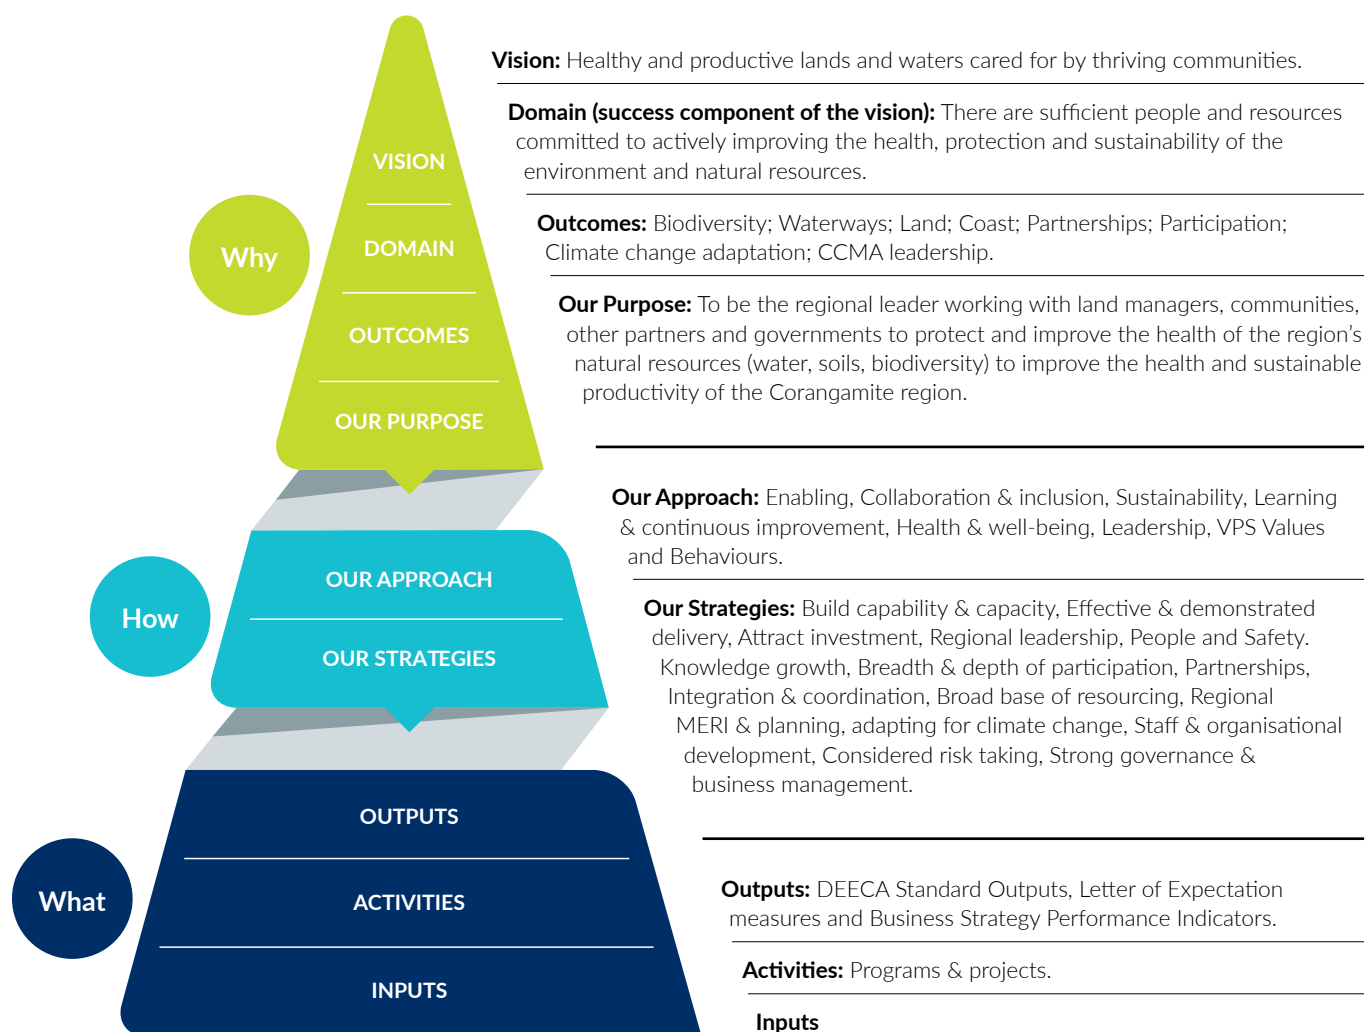 Vision: Healthy and productive lands and waters cared for by thriving communities.
Domain (success component of the vision): There are sufficient people and resources
committed to actively improving the health, protection and sustainability of the
environment and natural resources.
Outcomes: Biodiversity; Waterways; Land; Coast; Partnerships; Participation;
Climate change adaptation; CCMA leadership.
Our Purpose: To be the regional leader working with land managers, communities,
other partners and governments to protect and improve the health of the region’s
natural resources (water, soils, biodiversity) to improve the health and sustainable
productivity of the Corangamite region.
Why
VISION
DOMAIN
OUTCOMES
OUR PURPOSE
Our Approach: Enabling, Collaboration & inclusion, Sustainability, Learning
& continuous improvement, Health & well-being, Leadership, VPS Values
and Behaviours.
Our Strategies: Build capability & capacity, Effective & demonstrated
delivery, Attract investment, Regional leadership, People and Safety.
Knowledge growth, Breadth & depth of participation, Partnerships,
Integration & coordination, Broad base of resourcing, Regional
MERI & planning, adapting for climate change, Staff & organisational
development, Considered risk taking, Strong governance &
business management.
How
OUR APPROACH
OUR STRATEGIES
Outputs: DEECA Standard Outputs, Letter of Expectation
measures and Business Strategy Performance Indicators.
Activities: Programs & projects.
Inputs
What
OUTPUTS
ACTIVITIES
INPUTS